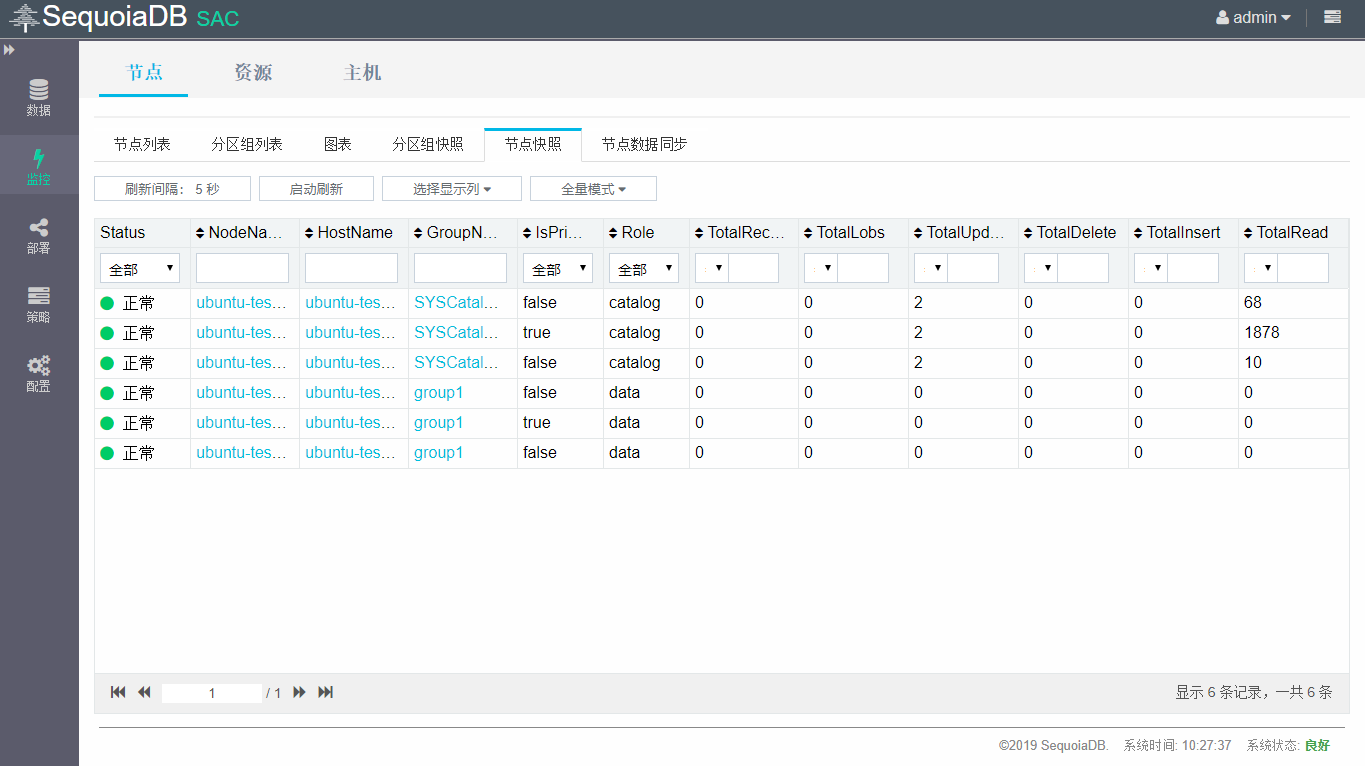 SequoiaDB SAC
admin
节点 资源 主机
数据
监控
部署
策略
配置
节点列表 分区组列表 图表 分区组快照 节点快照 节点数据同步
刷新间隔： 5 秒 启动刷新 选择显示列 全量模式
Status NodeNa... HostName GroupN... IsPri... Role TotalRec... TotalLobs TotalUpd... TotalDelete TotalInsert TotalRead
全部 全部 全部
正常 ubuntu-tes... ubuntu-tes... SYSCatal... false catalog 0 0 2 0 0 68
正常 ubuntu-tes... ubuntu-tes... SYSCatal... true catalog 0 0 2 0 0 1878
正常 ubuntu-tes... ubuntu-tes... SYSCatal... false catalog 0 0 2 0 0 10
正常 ubuntu-tes... ubuntu-tes... group1 false data 0 0 0 0 0 0
正常 ubuntu-tes... ubuntu-tes... group1 true data 0 0 0 0 0 0
正常 ubuntu-tes... ubuntu-tes... group1 false data 0 0 0 0 0 0
1 / 1
显示 6 条记录，一共 6 条
©2019 SequoiaDB. 系统时间: 10:27:37 系统状态: 良好